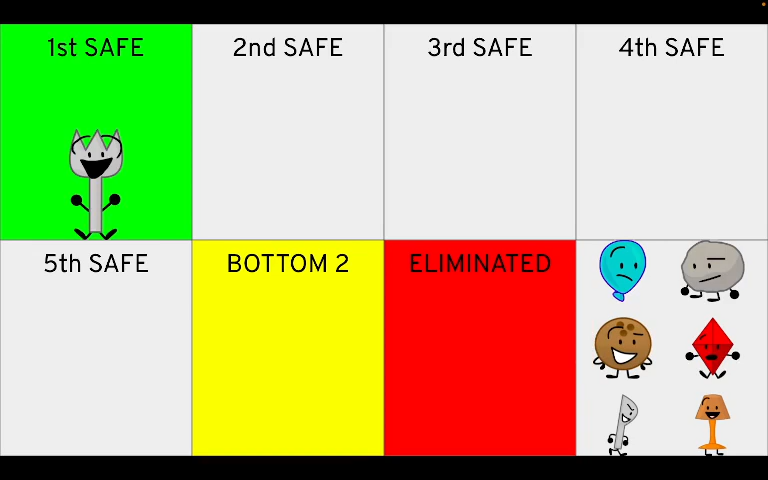 1st SAFE
2nd SAFE
3rd SAFE
4th SAFE
5th SAFE
BOTTOM 2
ELIMINATED